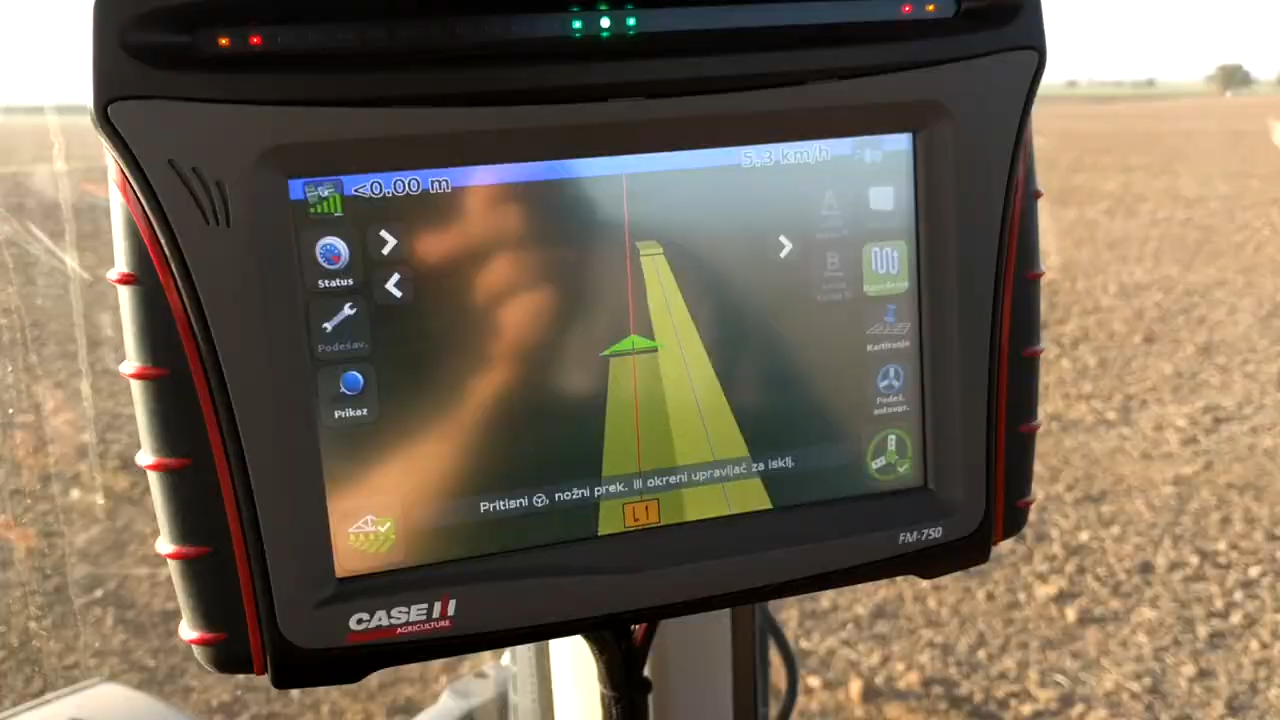 <0.00 m
5.3 km/h
Status
Podešav.
Prikaz
A
B
Kartiranje
Podeš.
autovar.
Pritisni, nožni prek. ili okreni upravljač za isklj.
L1
FM-750
CASE IH
AGRICULTURE